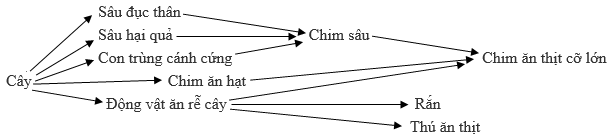 Sâu đục thân
Sâu hại quả
Chim sâu
Con trùng cánh cứng
Chim ăn thịt cỡ lớn
Cây
Chim ăn hạt
Động vật ăn rễ cây
Rắn
Thú ăn thịt